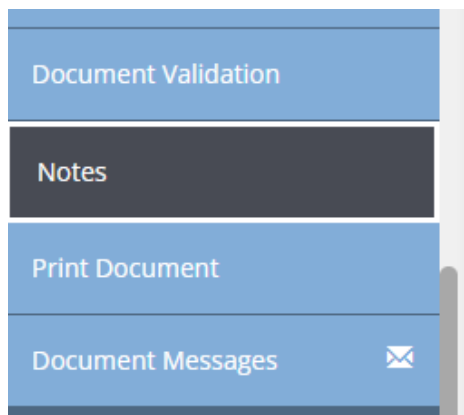 Document Validation
Notes
Print Document
Document Messages